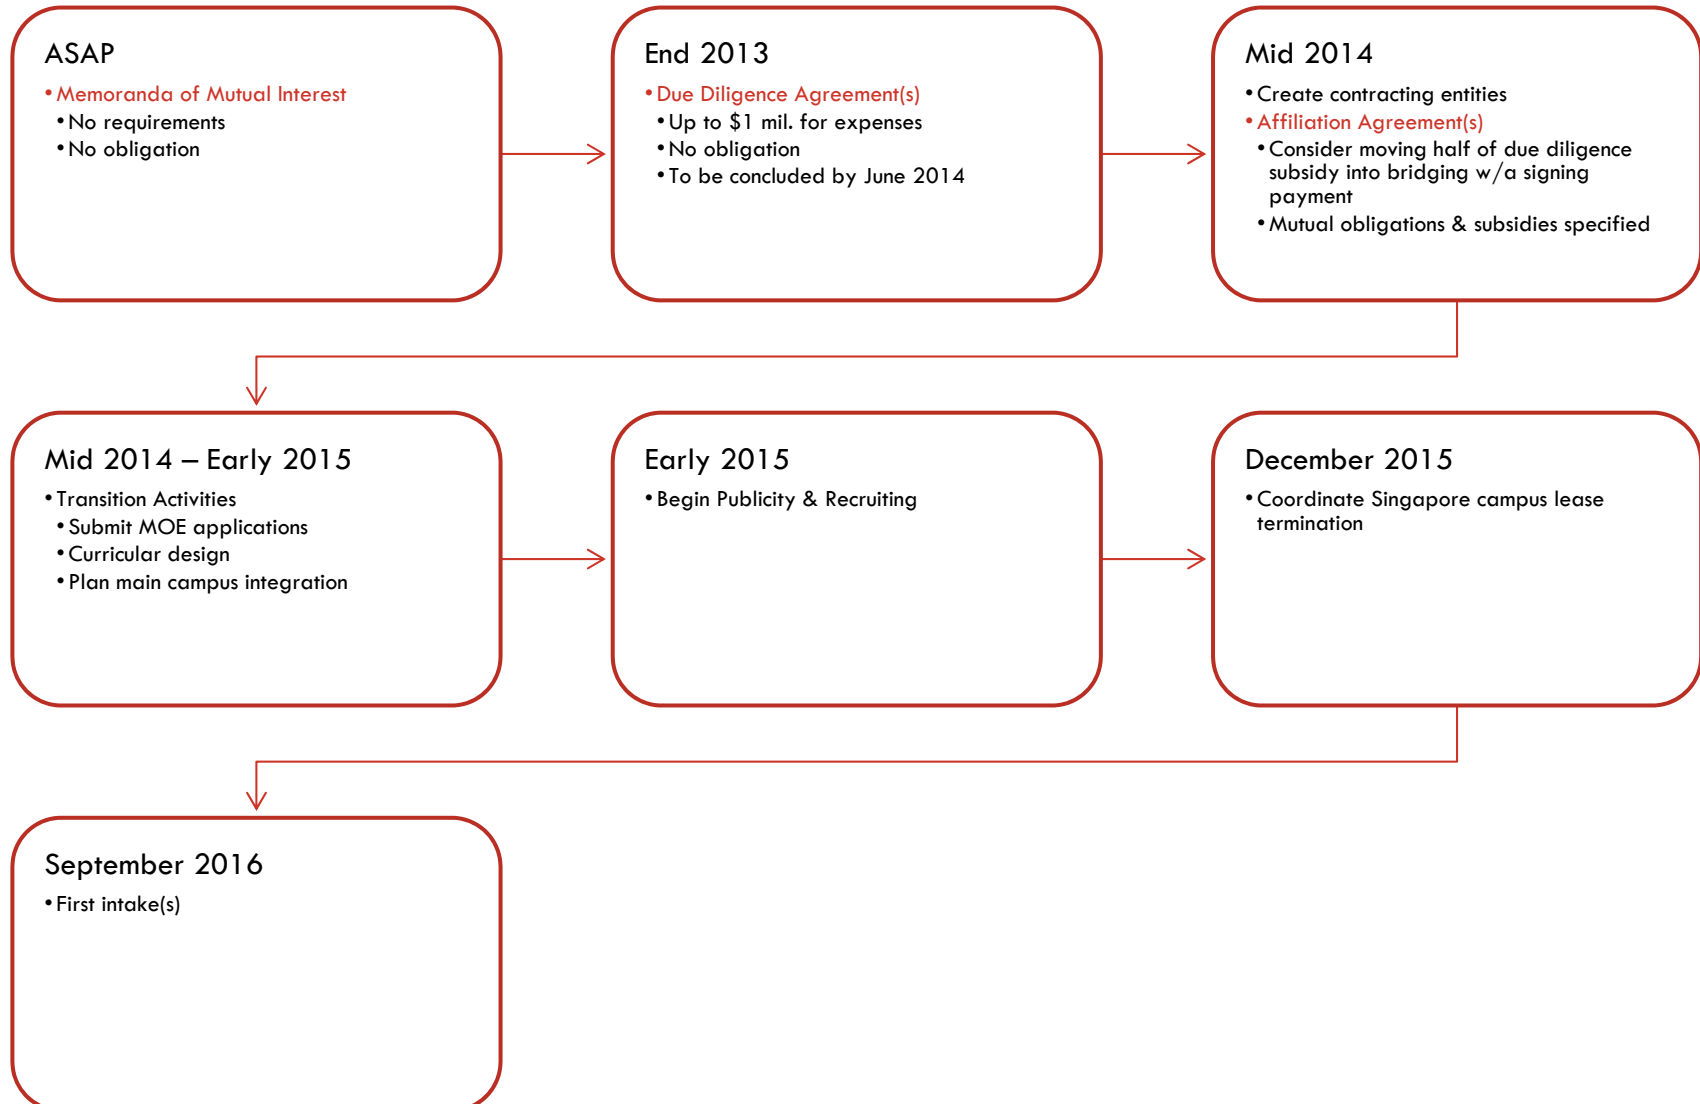 ASAP
• Memoranda of Mutual Interest
• No requirements
• No obligation
End 2013
• Due Diligence Agreement(s)
• Up to $1 mil. for expenses
• No obligation
• To be concluded by June 2014
Mid 2014
• Create contracting entities
• Affiliation Agreement(s)
• Consider moving half of due diligence
subsidy into bridging w/a signing
payment
• Mutual obligations & subsidies specified
Mid 2014 – Early 2015
• Transition Activities
• Submit MOE applications
• Curricular design
• Plan main campus integration
Early 2015
• Begin Publicity & Recruiting
December 2015
• Coordinate Singapore campus lease
termination
September 2016
• First intake(s)